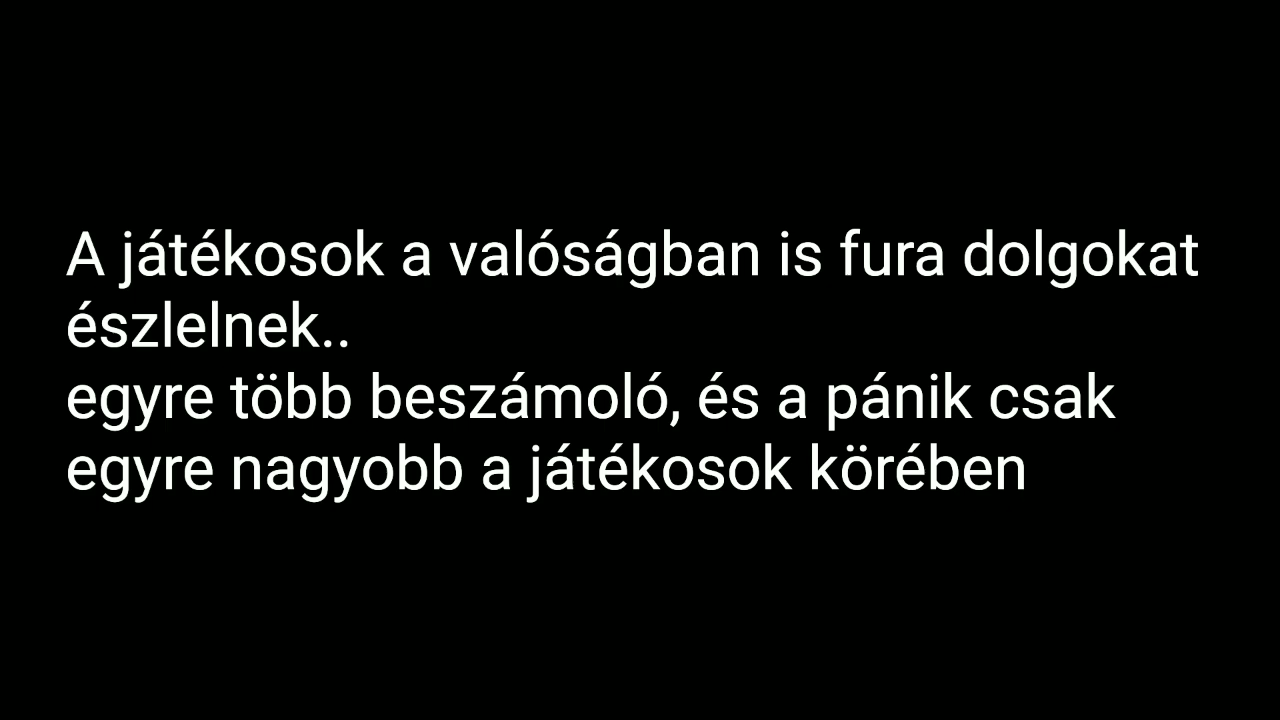 A játékosok a valóságban is fura dolgokat
észlelnek..
egyre több beszámoló, és a pánik csak
egyre nagyobb a játékosok körében